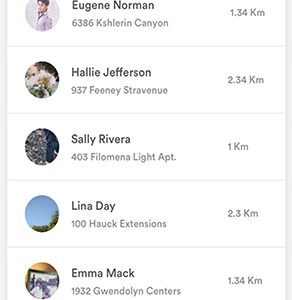 Eugene Norman
1.34 Km
6386 Kshlerin Canyon
Hallie Jefferson
2.34 Km
937 Feeney Stravenue
Sally Rivera
1 Km
403 Filomena Light Apt.
Lina Day
2.3 Km
100 Hauck Extensions
Emma Mack
1.34 Km
1932 Gwendolyn Centers